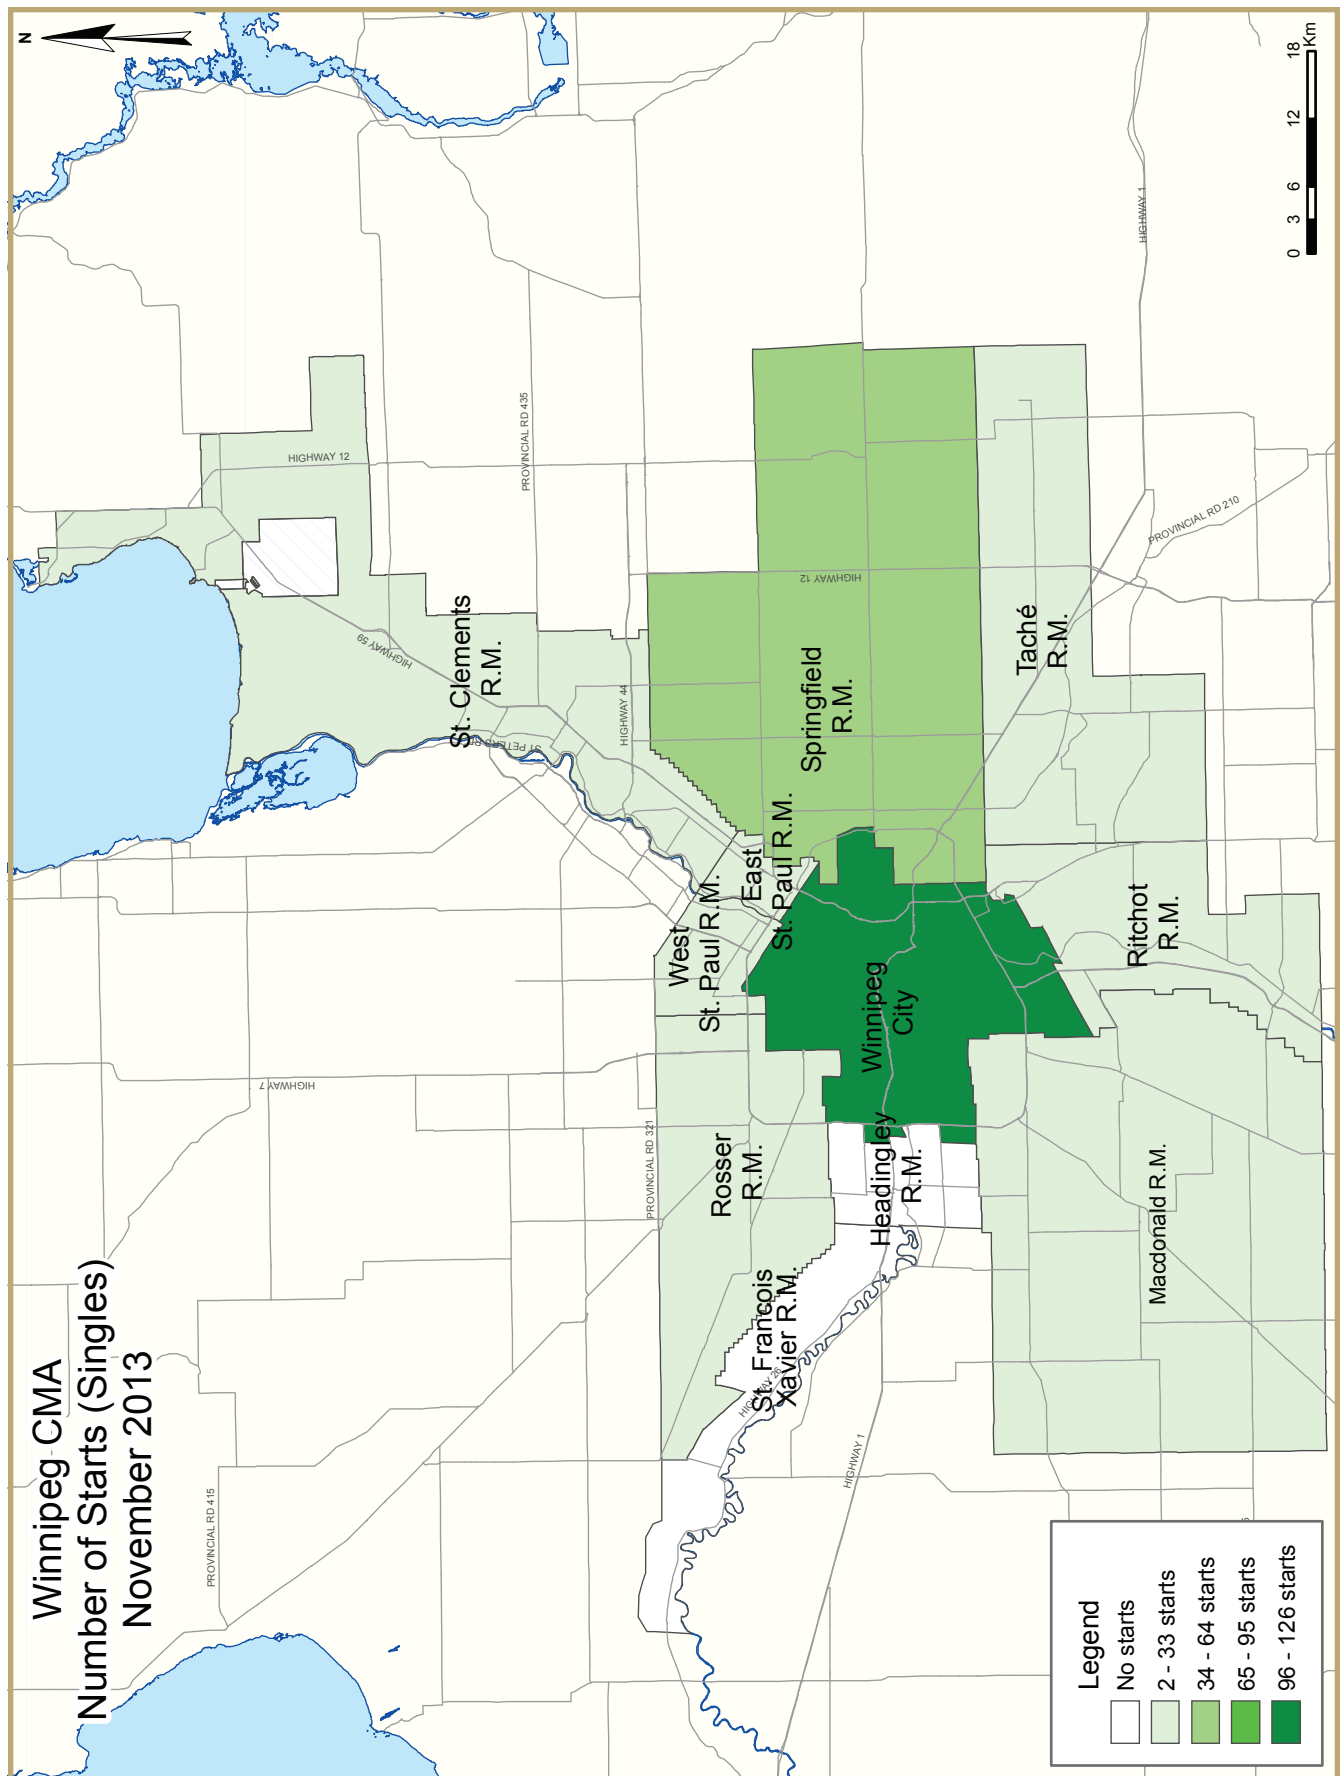 Winnipeg CMA
Number of Starts (Singles)
November 2013
N
HIGHWAY 12
HIGHWAY 59
PROVINCIAL RD 435
St. Clements
R.M.
ST PETERS RD
HIGHWAY 44
HIGHWAY 7
PROVINCIAL RD 415
PROVINCIAL RD 321
West
St. Paul R.M.
East
St. Paul R.M.
Rosser
R.M.
HIGHWAY 12
Springfield
R.M.
St. Francois
Xavier R.M.
HIGHWAY 26
Winnipeg
City
Headingley
R.M.
HIGHWAY 1
HIGHWAY 1
Taché
R.M.
PROVINCIAL RD 210
Ritchot
R.M.
Macdonald R.M.
Legend
No starts
2 - 33 starts
34 - 64 starts
65 - 95 starts
96 - 126 starts
0 3 6 12 18
Km